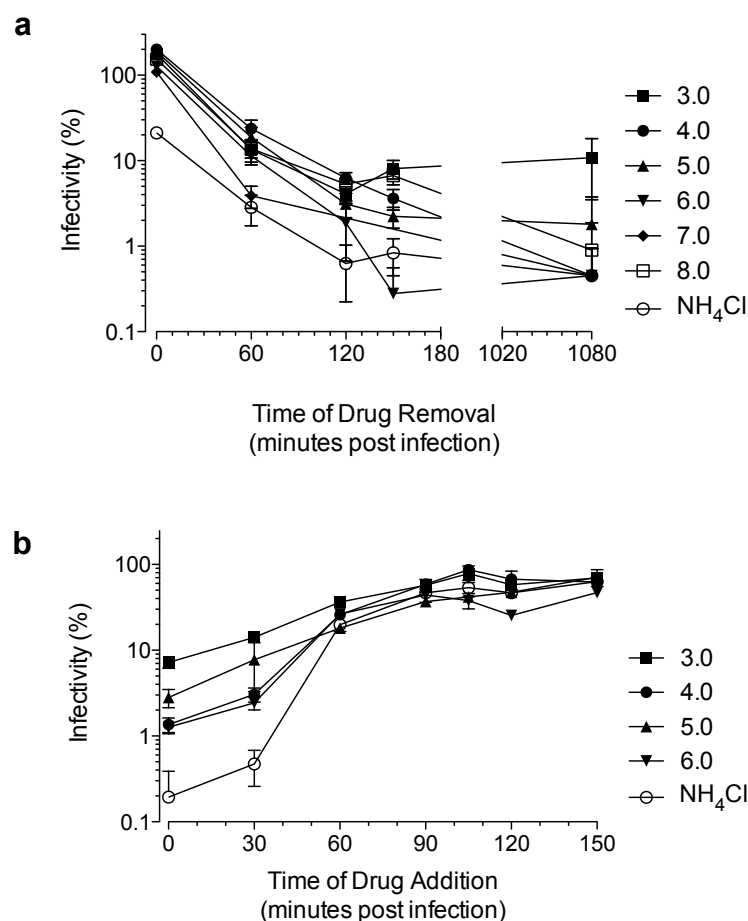 a
100
10
1
0.1
Infectivity (%)
0 60 120 180 1020 1080
Time of Drug Removal
(minutes post infection)
3.0
4.0
5.0
6.0
7.0
8.0
NH₄Cl
b
100
10
1
0.1
Infectivity (%)
0 30 60 90 120 150
Time of Drug Addition
(minutes post infection)
3.0
4.0
5.0
6.0
NH₄Cl